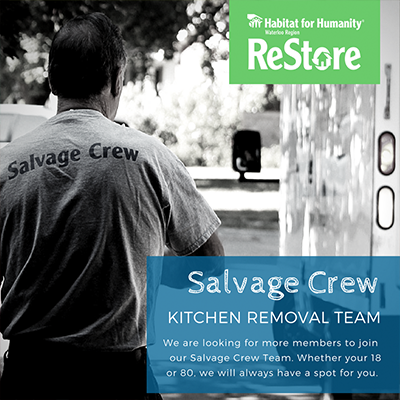 Habitat for Humanity®
Waterloo Region
ReStore
Salvage Crew
Salvage Crew
KITCHEN REMOVAL TEAM
We are looking for more members to join
our Salvage Crew Team. Whether your 18
or 80, we will always have a spot for you.